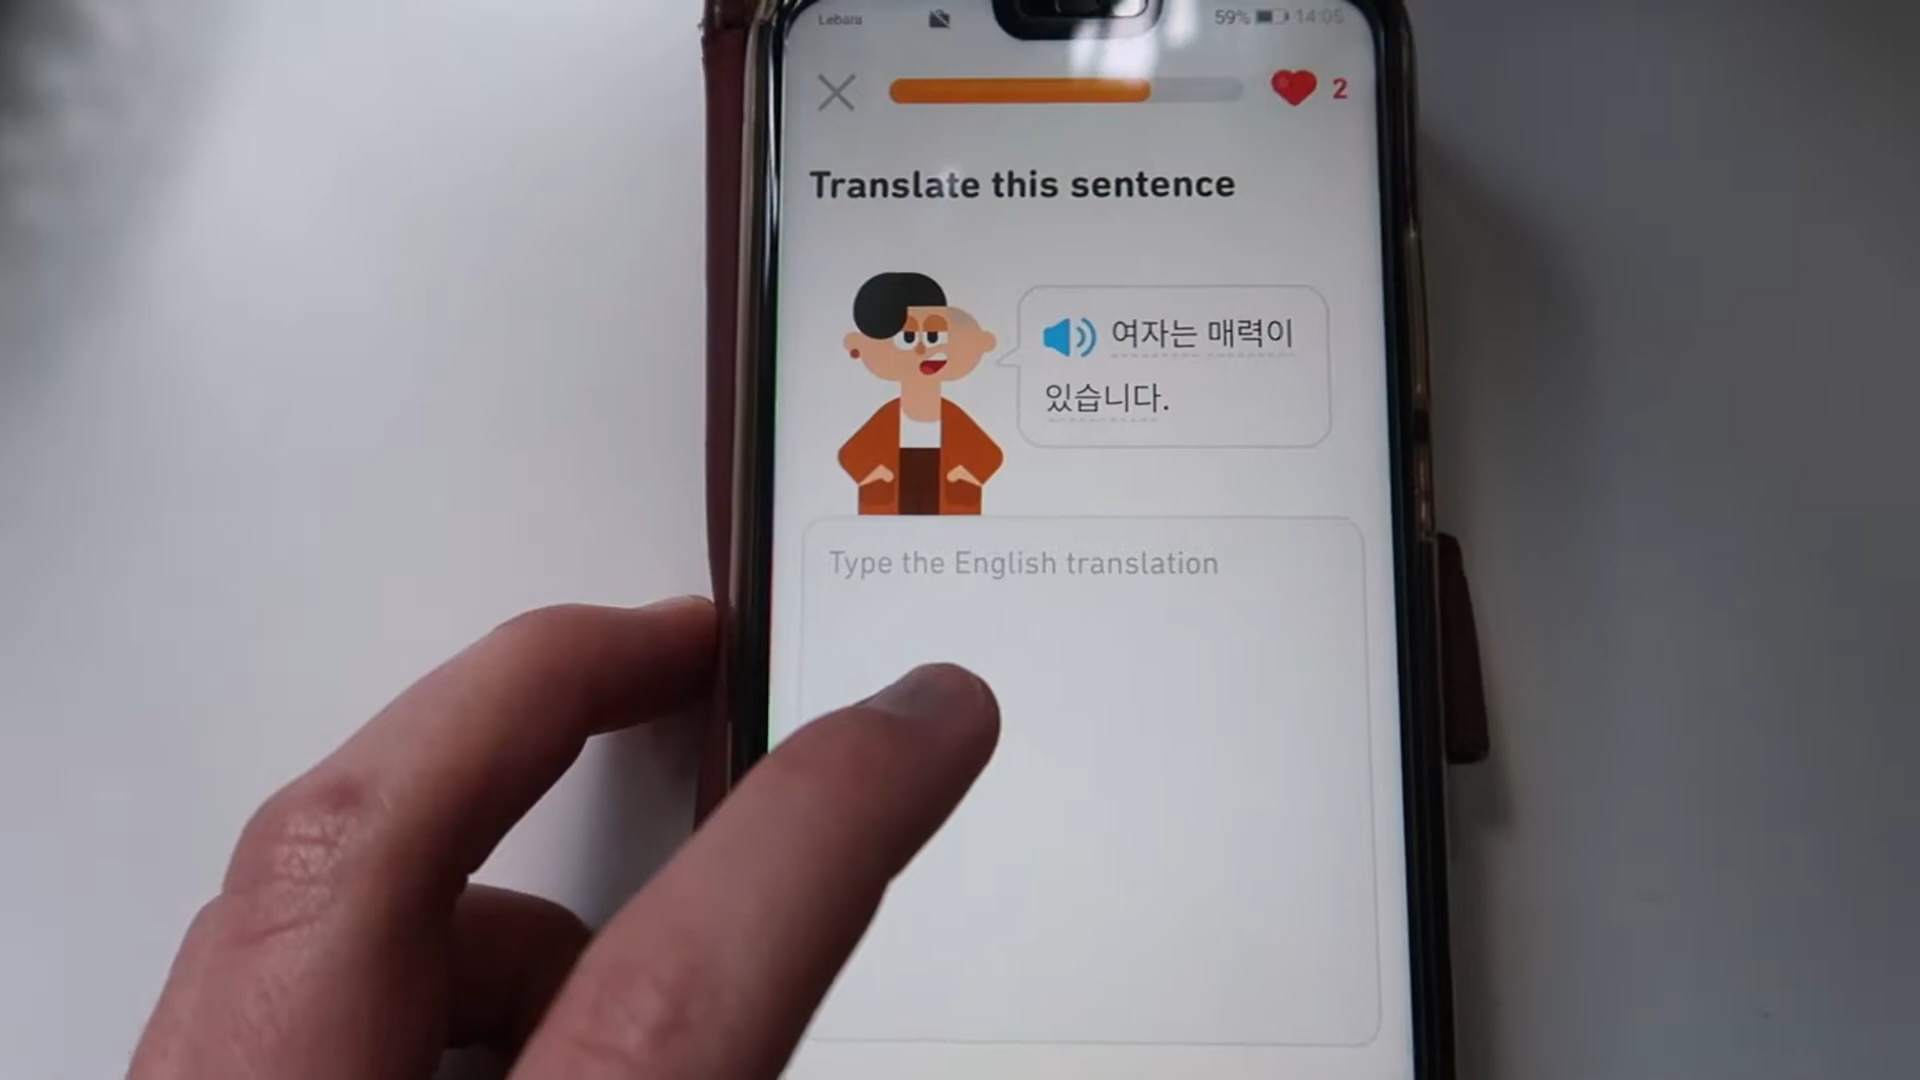 Lebara 59% 14:05
2
Translate this sentence
여자는 매력이
있습니다.
Type the English translation